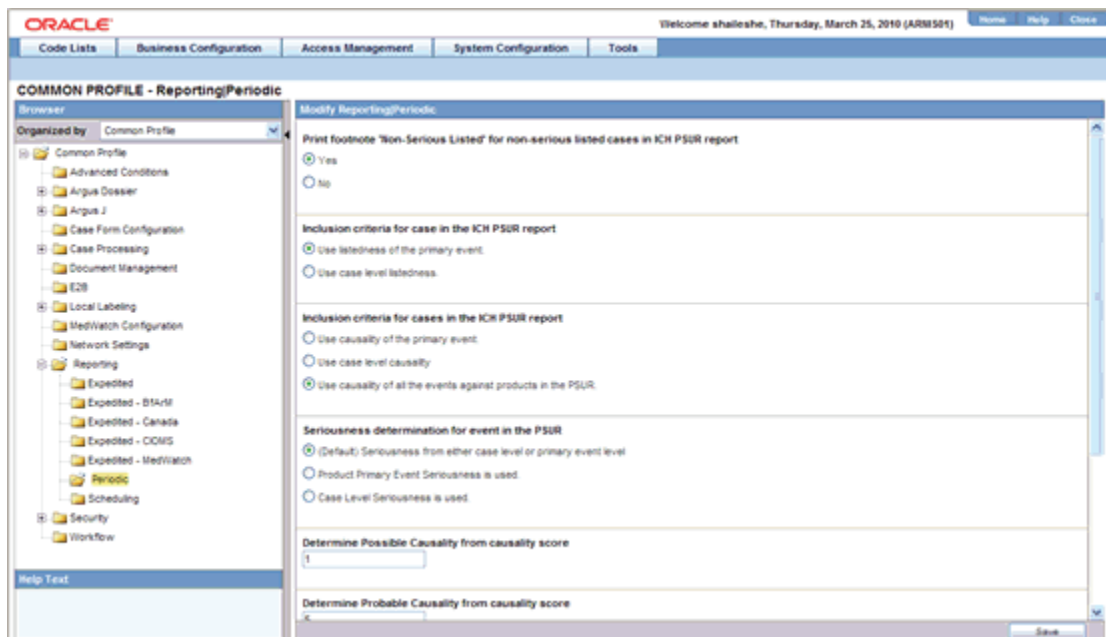 ORACLE
Welcome shaileshe, Thursday, March 25, 2010 (ARMS01)
Home Help Close
Code Lists Business Configuration Access Management System Configuration Tools
COMMON PROFILE - Reporting|Periodic
Browser
Organized by Common Profile
Common Profile
Advanced Conditions
Argus Dossier
Argus J
Case Form Configuration
Case Processing
Document Management
E2B
Local Labeling
MedWatch Configuration
Network Settings
Reporting
Expedited
Expedited - BfArM
Expedited - Canada
Expedited - CIOMS
Expedited - MedWatch
Periodic
Scheduling
Security
Workflow
Help Text
Modify Reporting|Periodic
Print footnote 'Non-Serious Listed' for non-serious listed cases in ICH PSUR report
Yes
No
Inclusion criteria for case in the ICH PSUR report
Use listedness of the primary event.
Use case level listedness.
Inclusion criteria for cases in the ICH PSUR report
Use causality of the primary event.
Use case level causality
Use causality of all the events against products in the PSUR.
Seriousness determination for event in the PSUR
(Default) Seriousness from either case level or primary event level
Product Primary Event Seriousness is used.
Case Level Seriousness is used.
Determine Possible Causality from causality score
1
Determine Probable Causality from causality score
Save